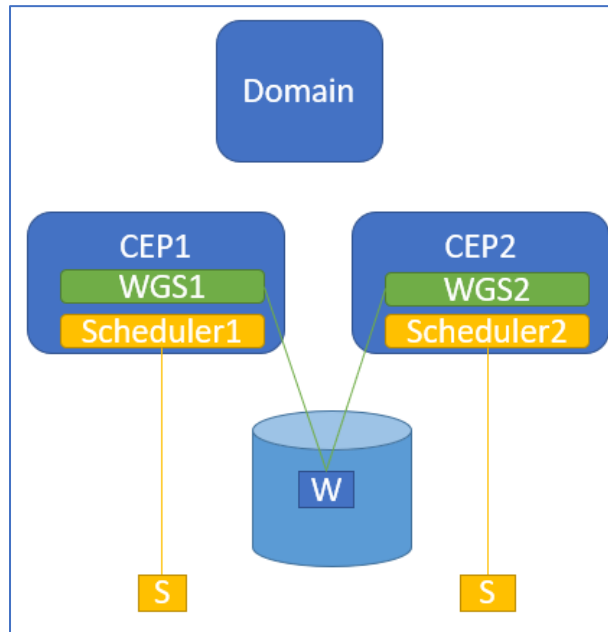 Domain
CEP1
WGS1
Scheduler1
CEP2
WGS2
Scheduler2
W
S
S